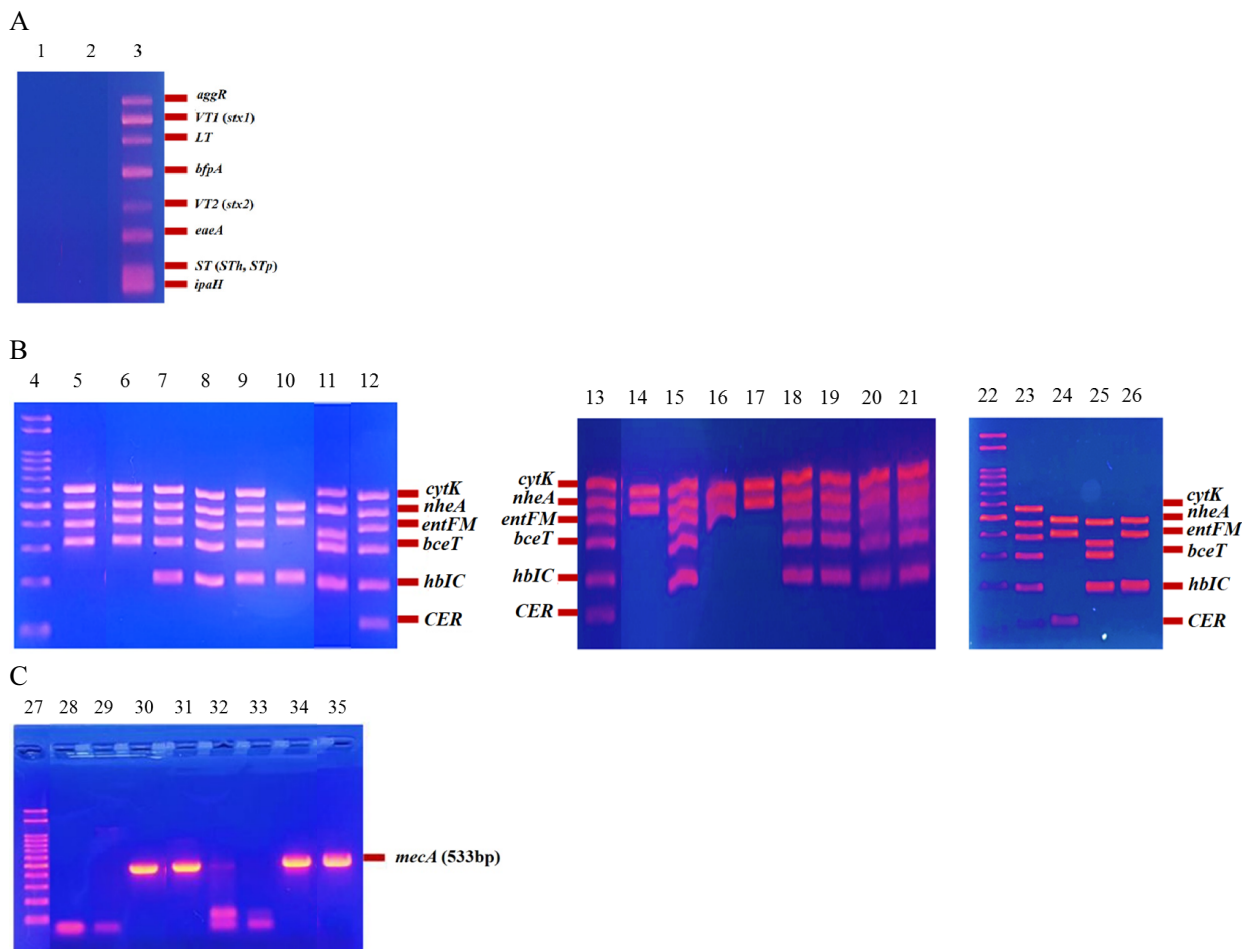 A
1 2 3
aggR
VT1 (stx1)
LT
bfpA
VT2 (stx2)
eaeA
ST (STh, STp)
ipaH
B
4 5 6 7 8 9 10 11 12
cytK
nheA
entFM
bceT
hbIC
CER
13 14 15 16 17 18 19 20 21
cytK
nheA
entFM
bceT
hbIC
CER
22 23 24 25 26
cytK
nheA
entFM
bceT
hbIC
CER
C
27 28 29 30 31 32 33 34 35
mecA (533bp)